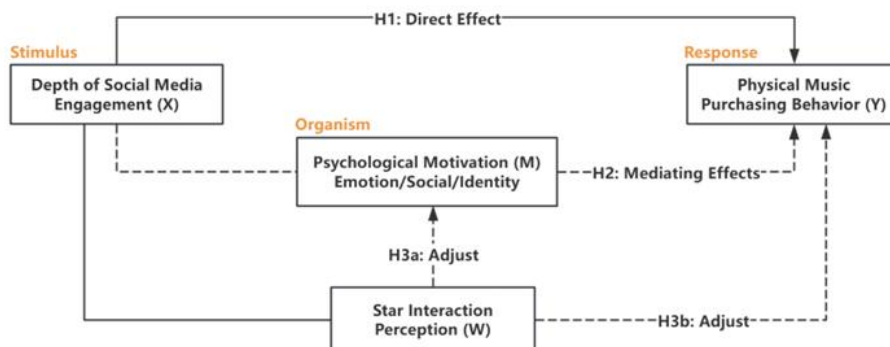 H1: Direct Effect
Stimulus
Response
Depth of Social Media
Engagement (X)
Physical Music
Purchasing Behavior (Y)
Organism
Psychological Motivation (M)
Emotion/Social/Identity
H2: Mediating Effects
H3a: Adjust
Star Interaction
Perception (W)
H3b: Adjust